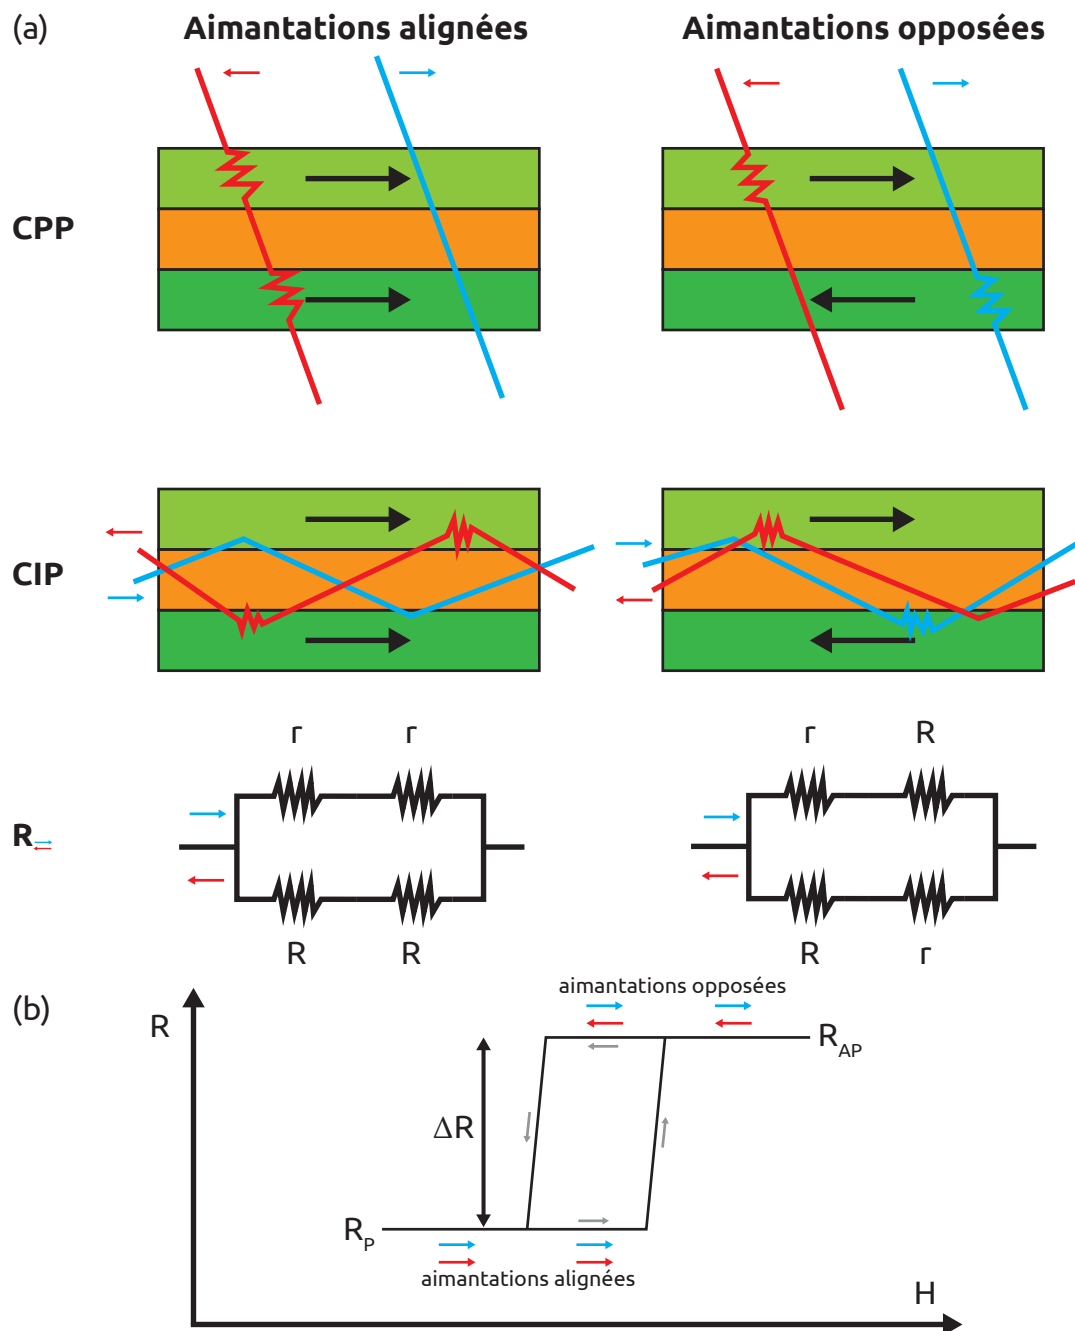 (a)
Aimantations alignées
Aimantations opposées
CPP
CIP
r r
r R
R
R R
R r
(b)
aimantations opposées
R
R_AP
ΔR
R_P
aimantations alignées
H